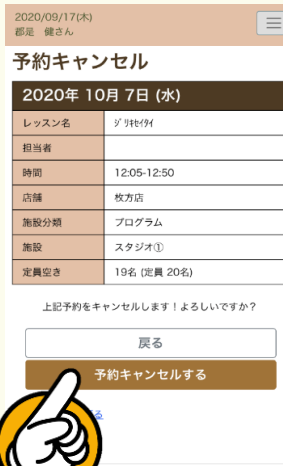 2020/09/17(木)
都是 健さん
予約キャンセル
2020年 10月 7日 (水)
レッスン名 ｼﾞﾘｷｾｲﾀｲ
担当者
時間 12:05-12:50
店舗 枚方店
施設分類 プログラム
施設 スタジオ①
定員空き 19名 (定員 20名)
上記予約をキャンセルします！よろしいですか？
戻る
予約キャンセルする
る